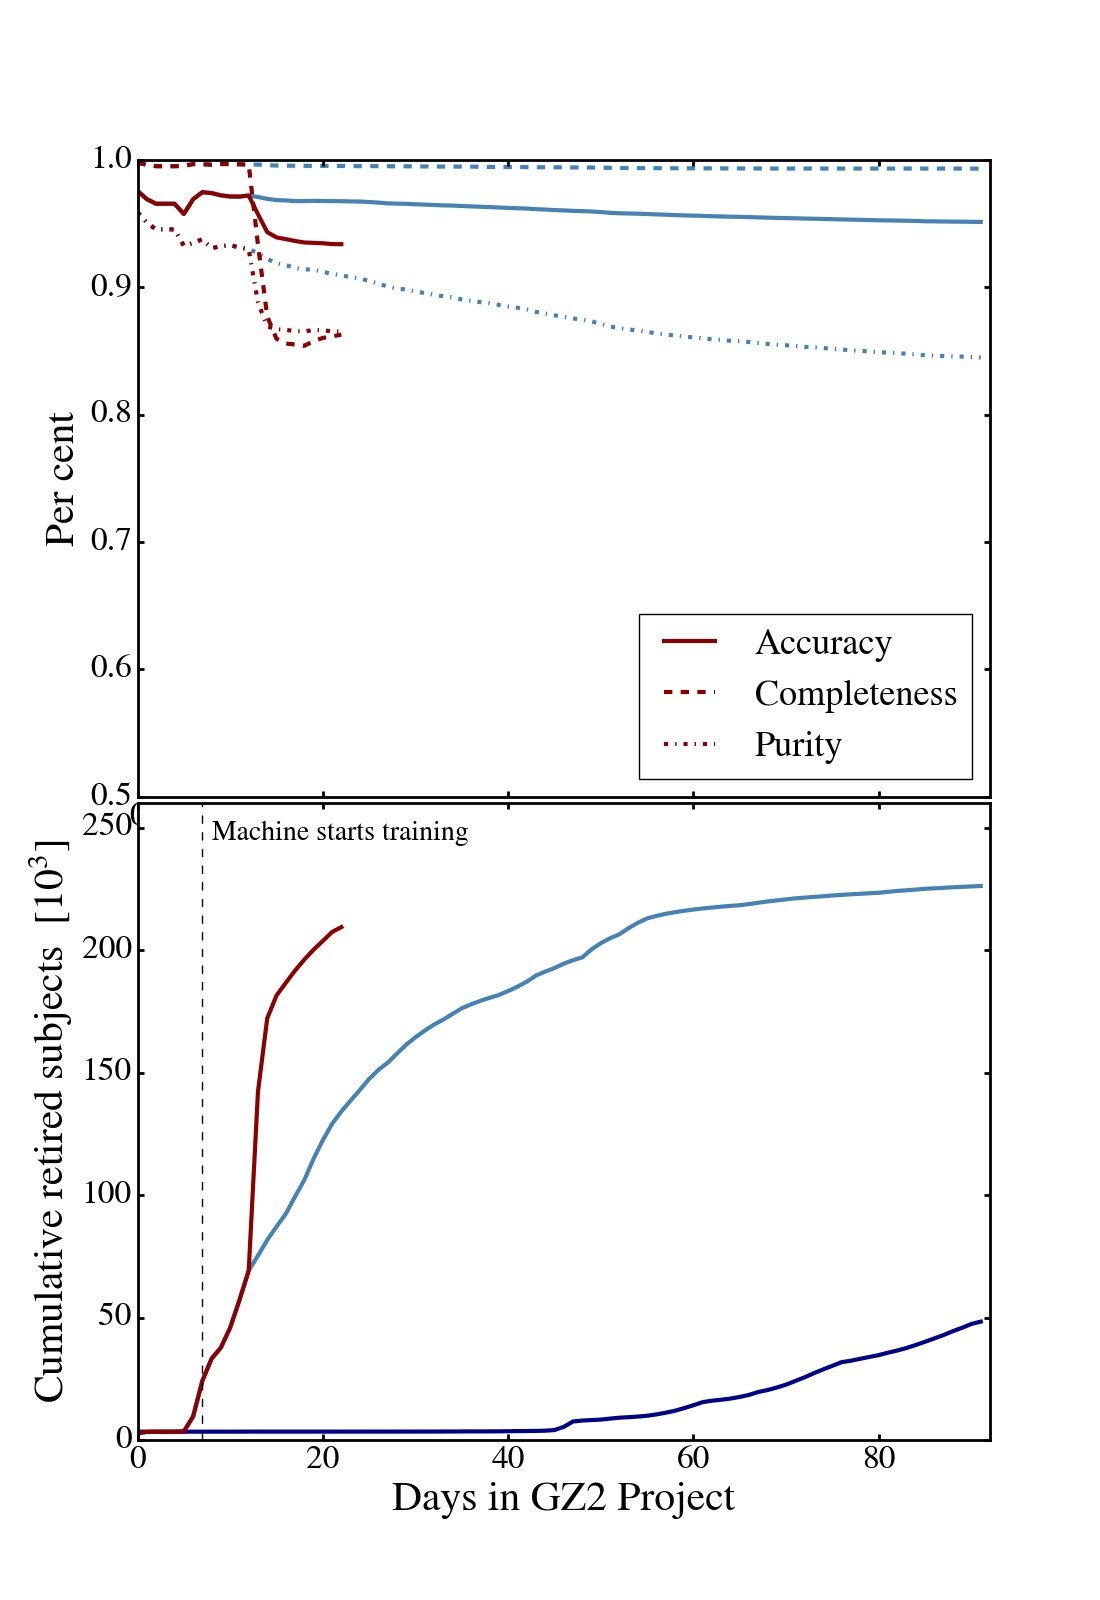 1.0
0.9
0.8
0.7
0.6
0.5
Per cent
Accuracy
Completeness
Purity
0
250
200
150
100
50
0
Cumulative retired subjects [10³]
Machine starts training
0 20 40 60 80
Days in GZ2 Project